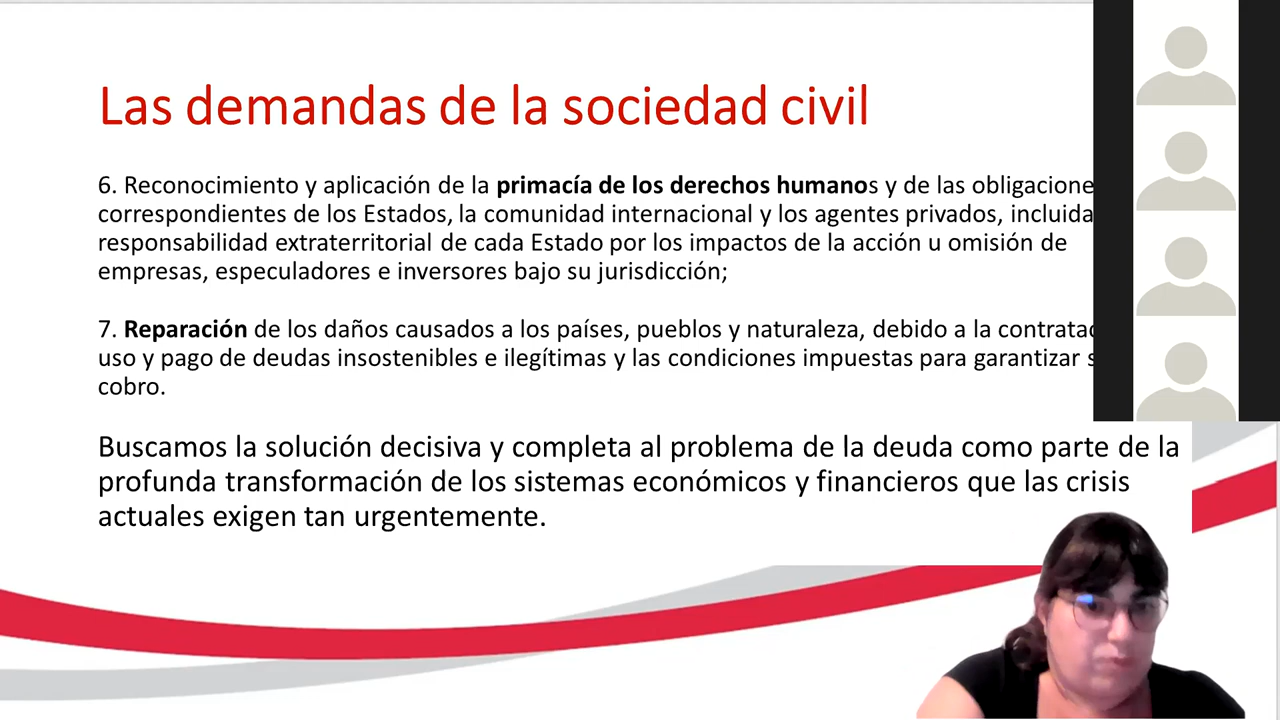 Las demandas de la sociedad civil
6. Reconocimiento y aplicación de la primacía de los derechos humanos y de las obligacione
correspondientes de los Estados, la comunidad internacional y los agentes privados, incluida
responsabilidad extraterritorial de cada Estado por los impactos de la acción u omisión de
empresas, especuladores e inversores bajo su jurisdicción;
7. Reparación de los daños causados a los países, pueblos y naturaleza, debido a la contratac
uso y pago de deudas insostenibles e ilegítimas y las condiciones impuestas para garantizar s
cobro.
Buscamos la solución decisiva y completa al problema de la deuda como parte de la
profunda transformación de los sistemas económicos y financieros que las crisis
actuales exigen tan urgentemente.